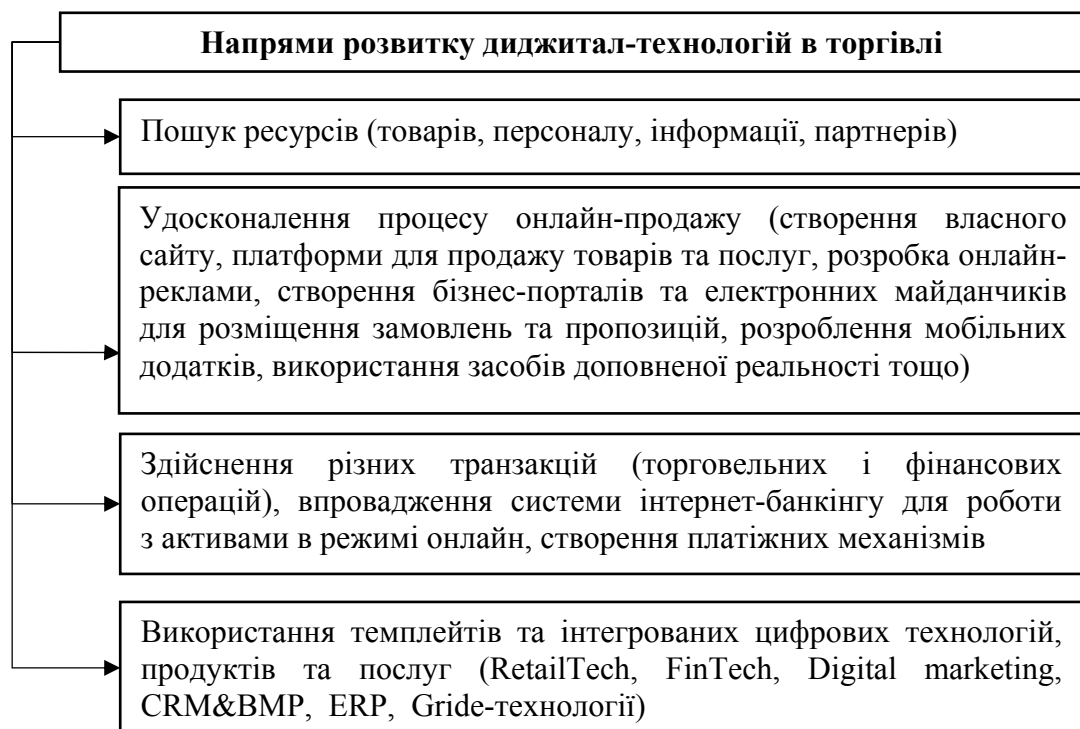 Напрями розвитку диджитал-технологій в торгівлі
Пошук ресурсів (товарів, персоналу, інформації, партнерів)
Удосконалення процесу онлайн-продажу (створення власного
сайту, платформи для продажу товарів та послуг, розробка онлайн-
реклами, створення бізнес-порталів та електронних майданчиків
для розміщення замовлень та пропозицій, розроблення мобільних
додатків, використання засобів доповненої реальності тощо)
Здійснення різних транзакцій (торговельних і фінансових
операцій), впровадження системи інтернет-банкінгу для роботи
з активами в режимі онлайн, створення платіжних механізмів
Використання темплейтів та інтегрованих цифрових технологій,
продуктів та послуг (RetailTech, FinTech, Digital marketing,
CRM&BMP, ERP, Gride-технології)